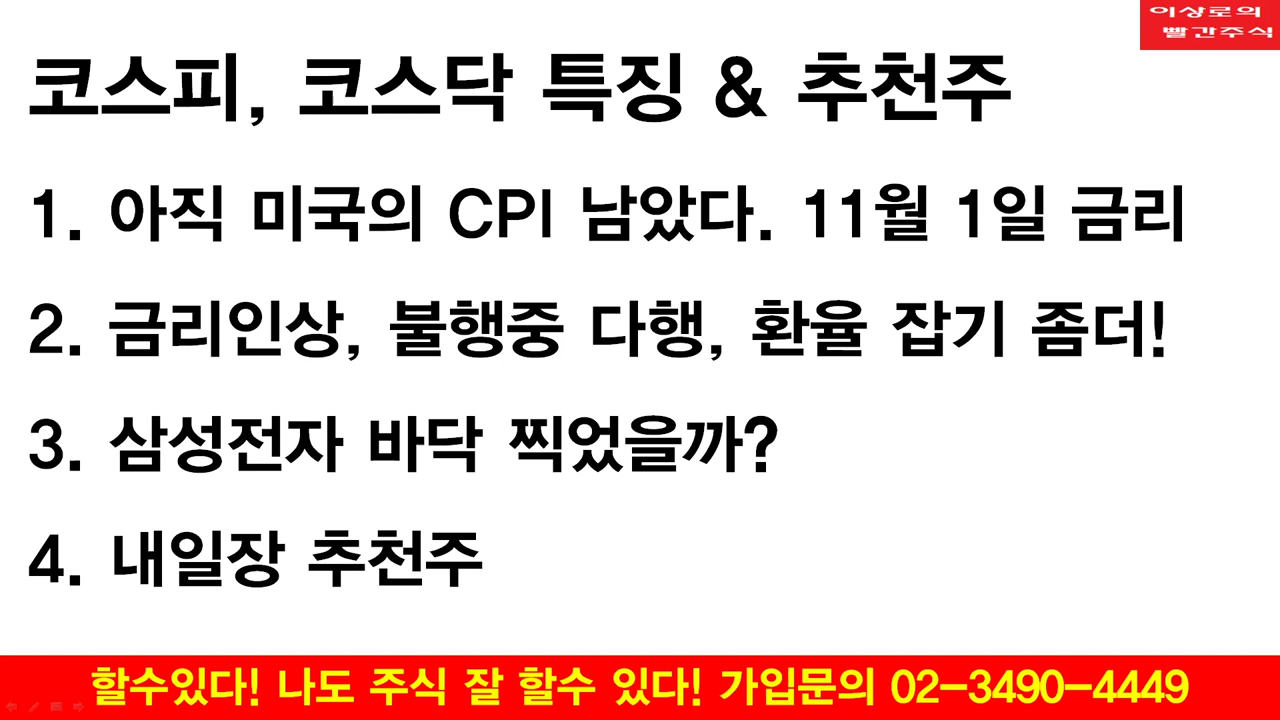 이상로의
빨간주식
코스피, 코스닥 특징 & 추천주
1. 아직 미국의 CPI 남았다. 11월 1일 금리
2. 금리인상, 불행중 다행, 환율 잡기 좀더!
3. 삼성전자 바닥 찍었을까?
4. 내일장 추천주
할수있다! 나도 주식 잘 할수 있다! 가입문의 02-3490-4449